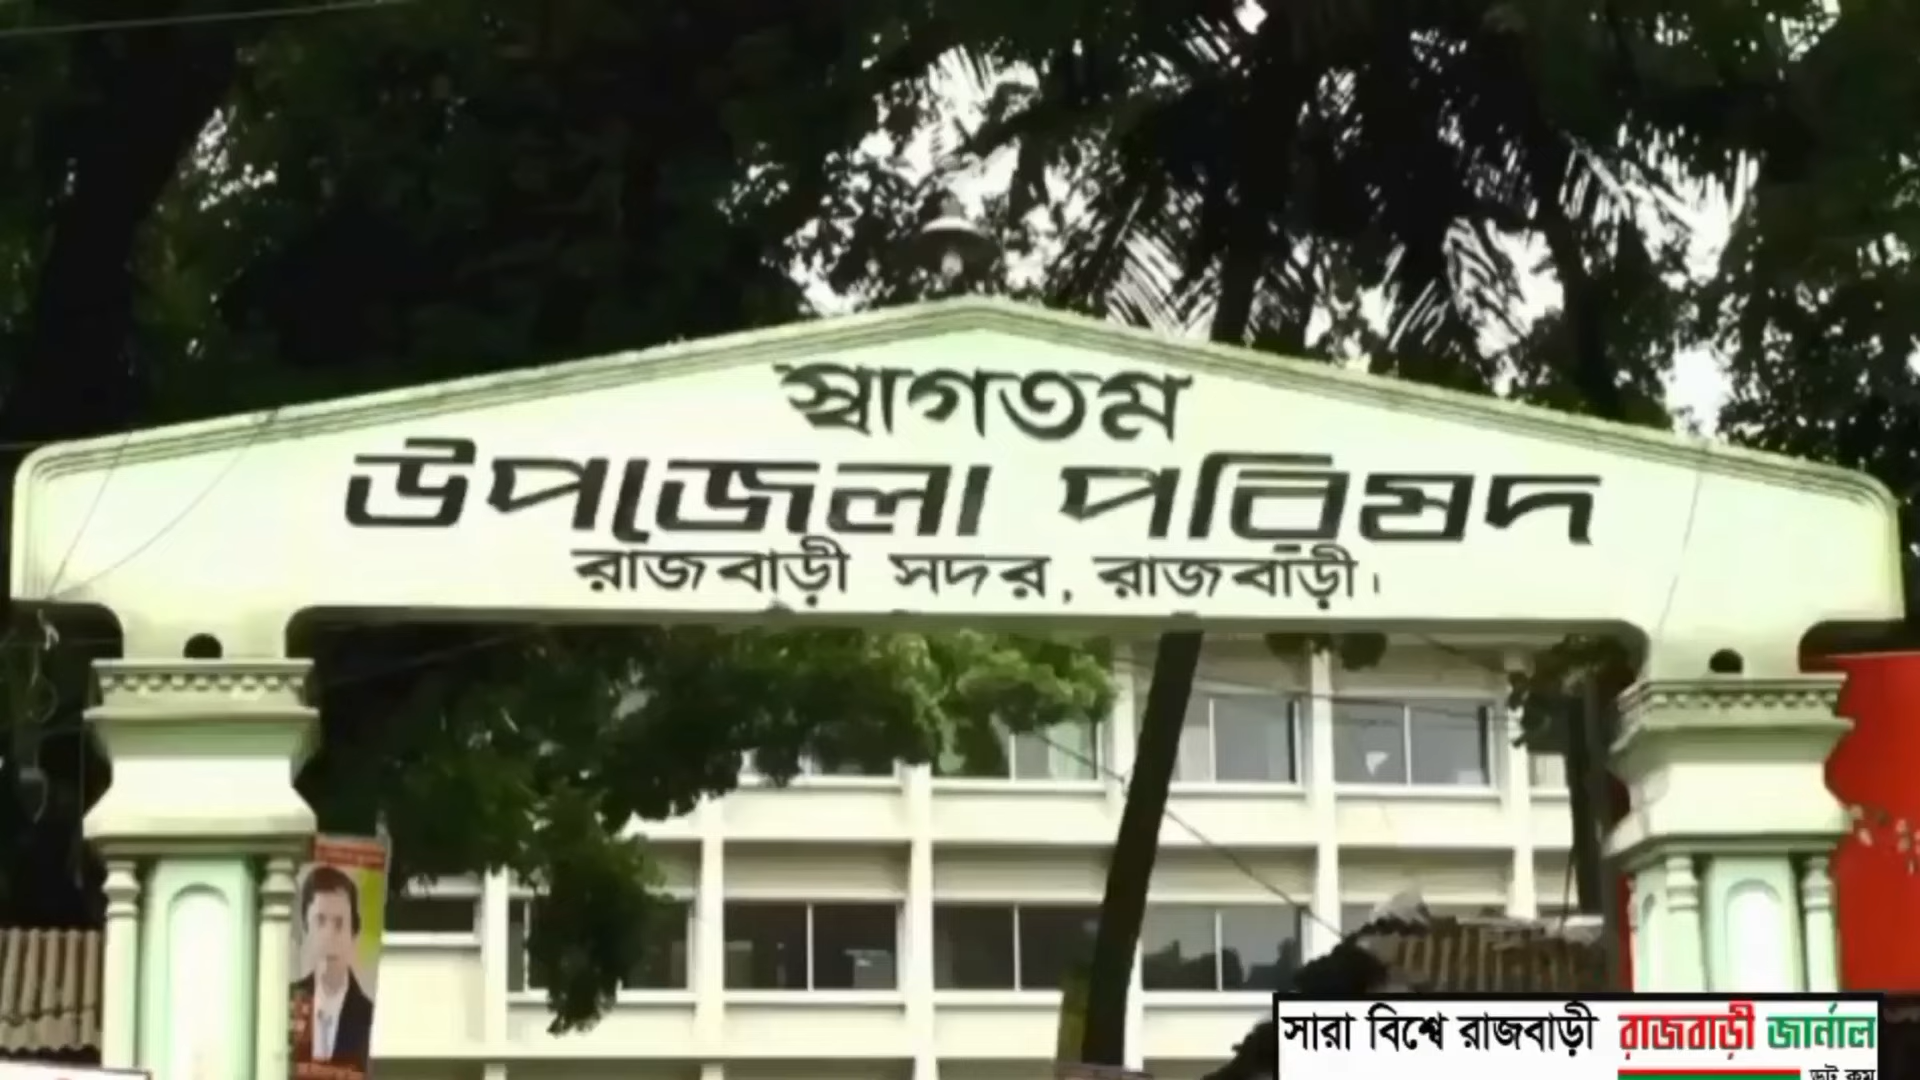 স্বাগতম
উপজেলা পরিষদ
রাজবাড়ী সদর, রাজবাড়ী।
সারা বিশ্বে রাজবাড়ী রাজবাড়ী জার্নাল
ডট কম